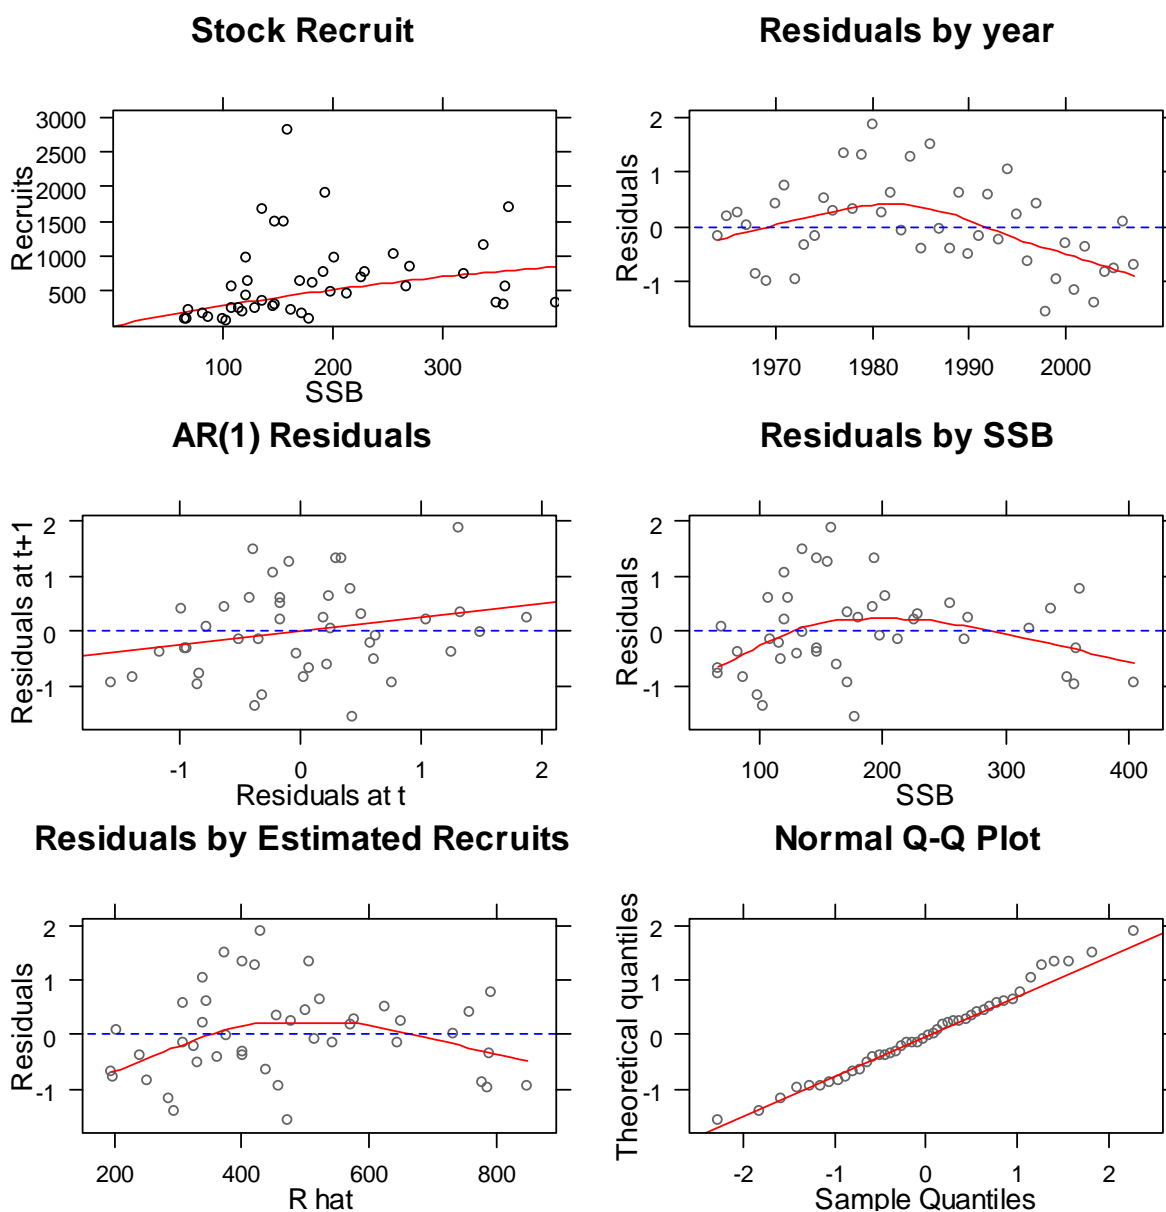 Stock Recruit
Residuals by year
3000
2500
2000
1500
1000
500
Recruits
100 200 300
SSB
2
1
0
-1
Residuals
1970 1980 1990 2000
AR(1) Residuals
Residuals by SSB
2
1
0
-1
Residuals at t+1
-1 0 1 2
Residuals at t
2
1
0
-1
Residuals
100 200 300 400
SSB
Residuals by Estimated Recruits
Normal Q-Q Plot
2
1
0
-1
Residuals
200 400 600 800
R hat
2
1
0
-1
Theoretical quantiles
-2 -1 0 1 2
Sample Quantiles